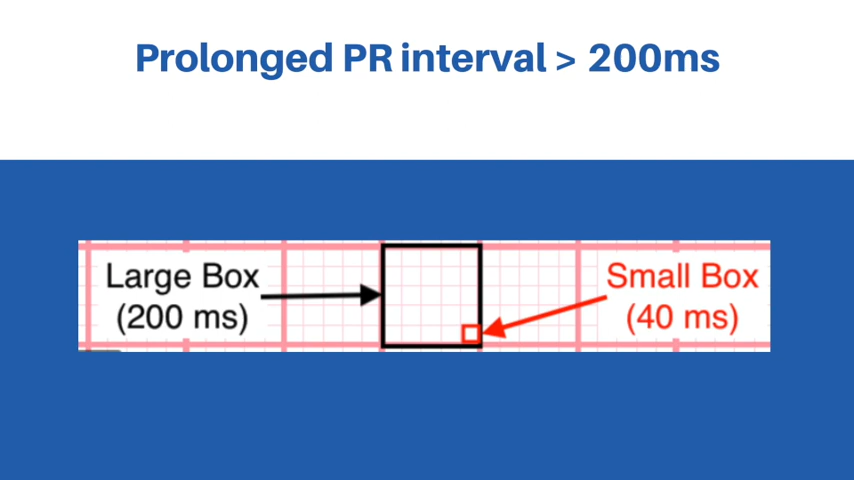 Prolonged PR interval > 200ms
Large Box
(200 ms)
Small Box
(40 ms)